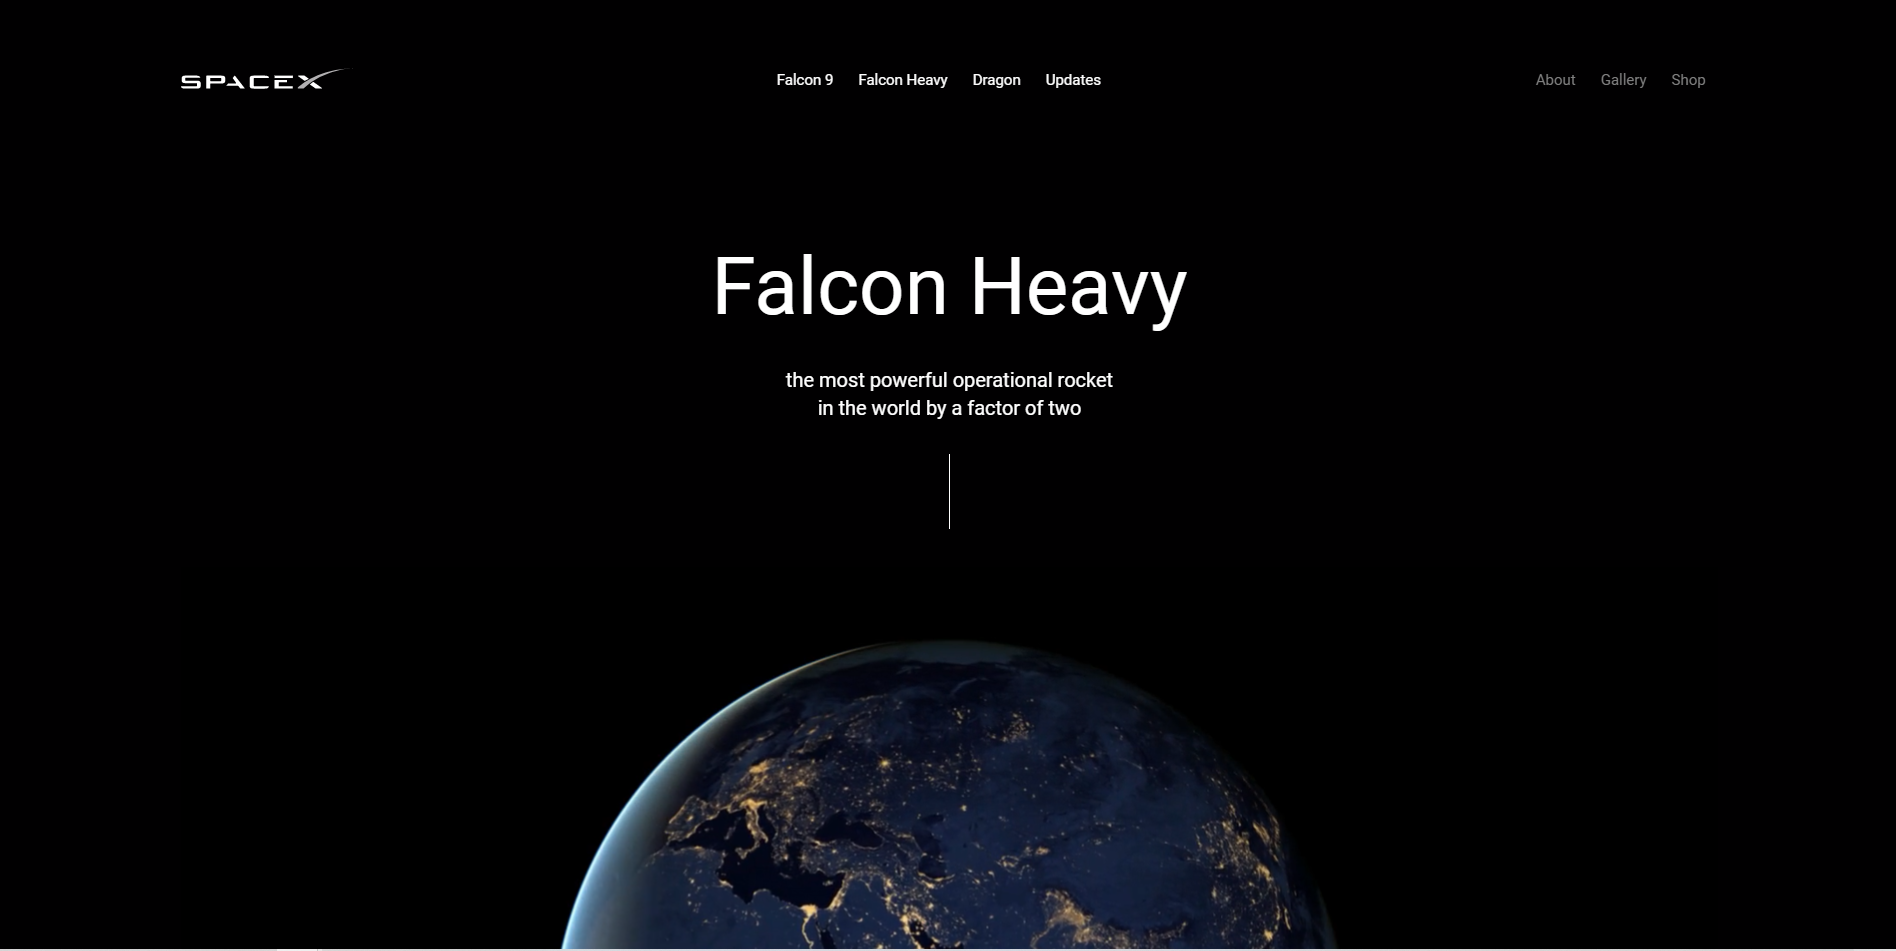 SPACEX
Falcon 9 Falcon Heavy Dragon Updates
About Gallery Shop
Falcon Heavy
the most powerful operational rocket
in the world by a factor of two